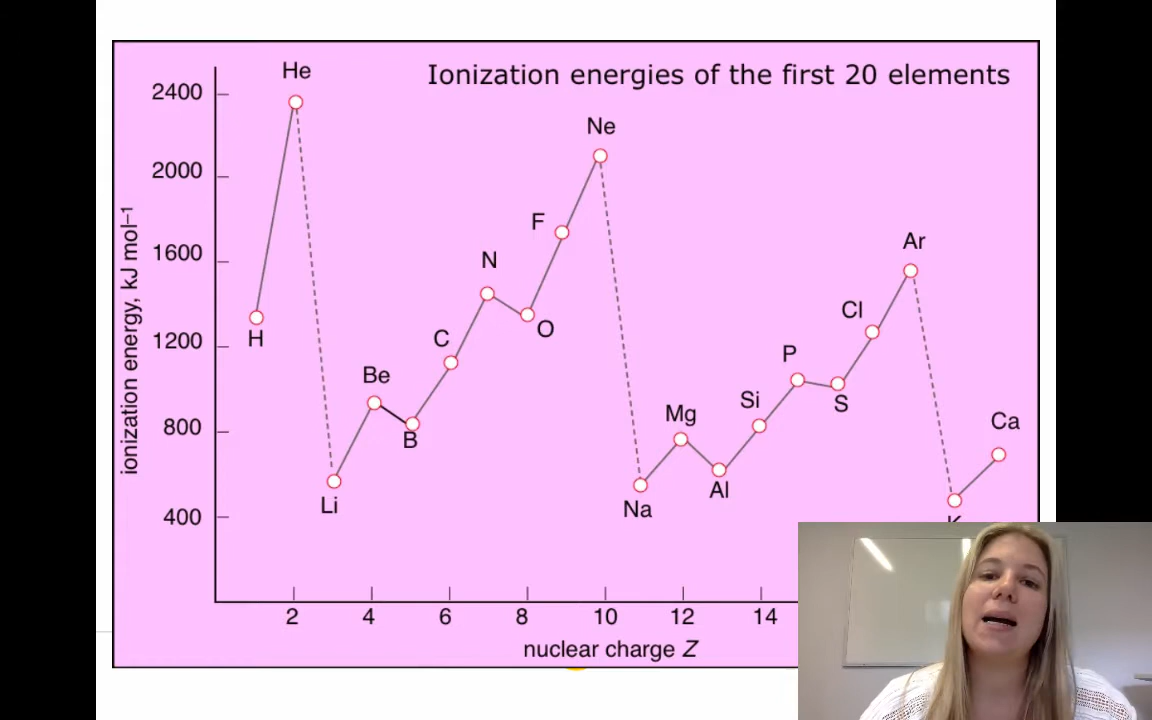 Ionization energies of the first 20 elements
He
2400
Ne
2000
F
Ar
1600
N
Cl
H
1200
C
O
P
Be
Si
S
800
B
Mg
Ca
Al
Li
Na
400
K
ionization energy, kJ mol⁻¹
2 4 6 8 10 12 14
nuclear charge Z